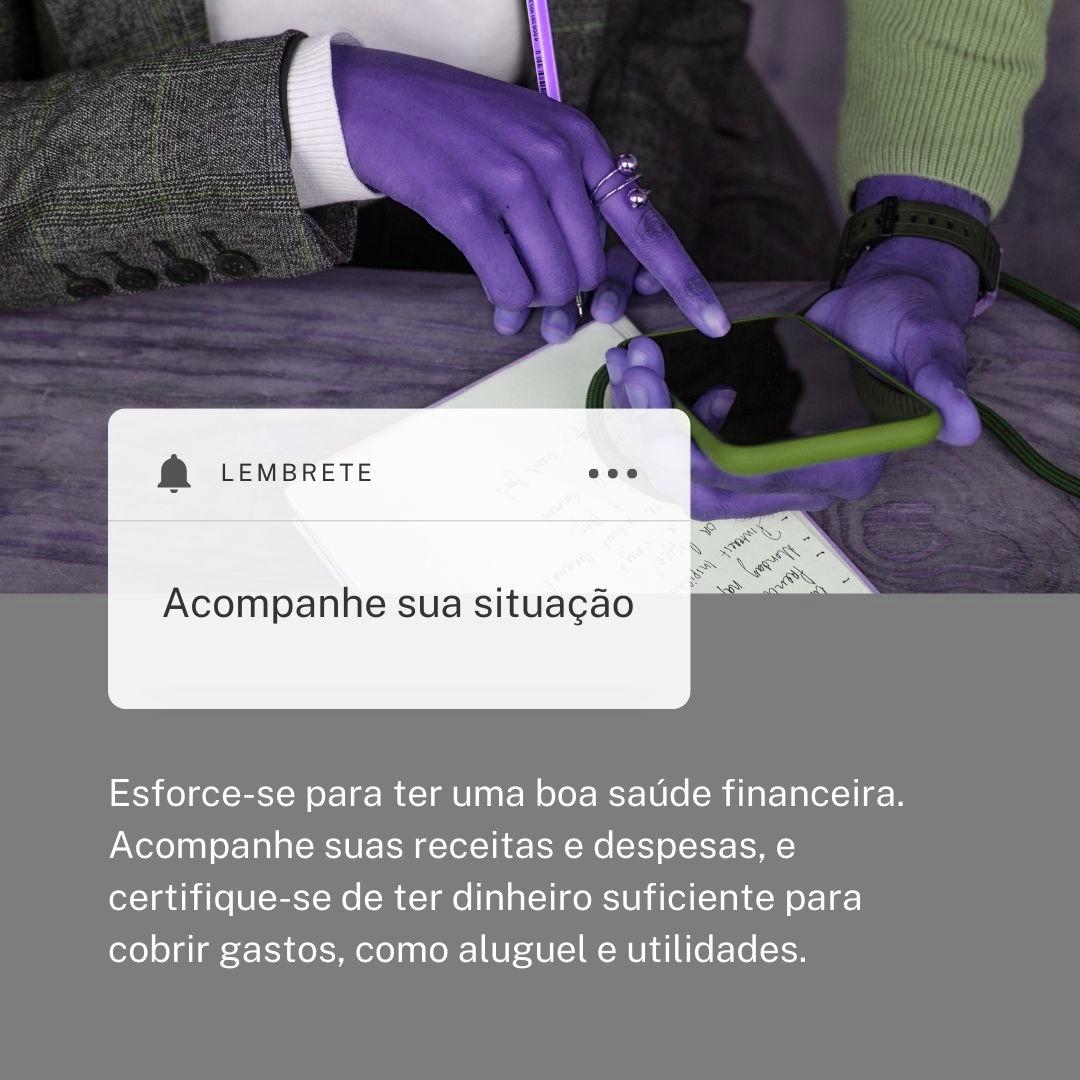 LEMBRETE
Acompanhe sua situação
Esforce-se para ter uma boa saúde financeira.
Acompanhe suas receitas e despesas, e
certifique-se de ter dinheiro suficiente para
cobrir gastos, como aluguel e utilidades.